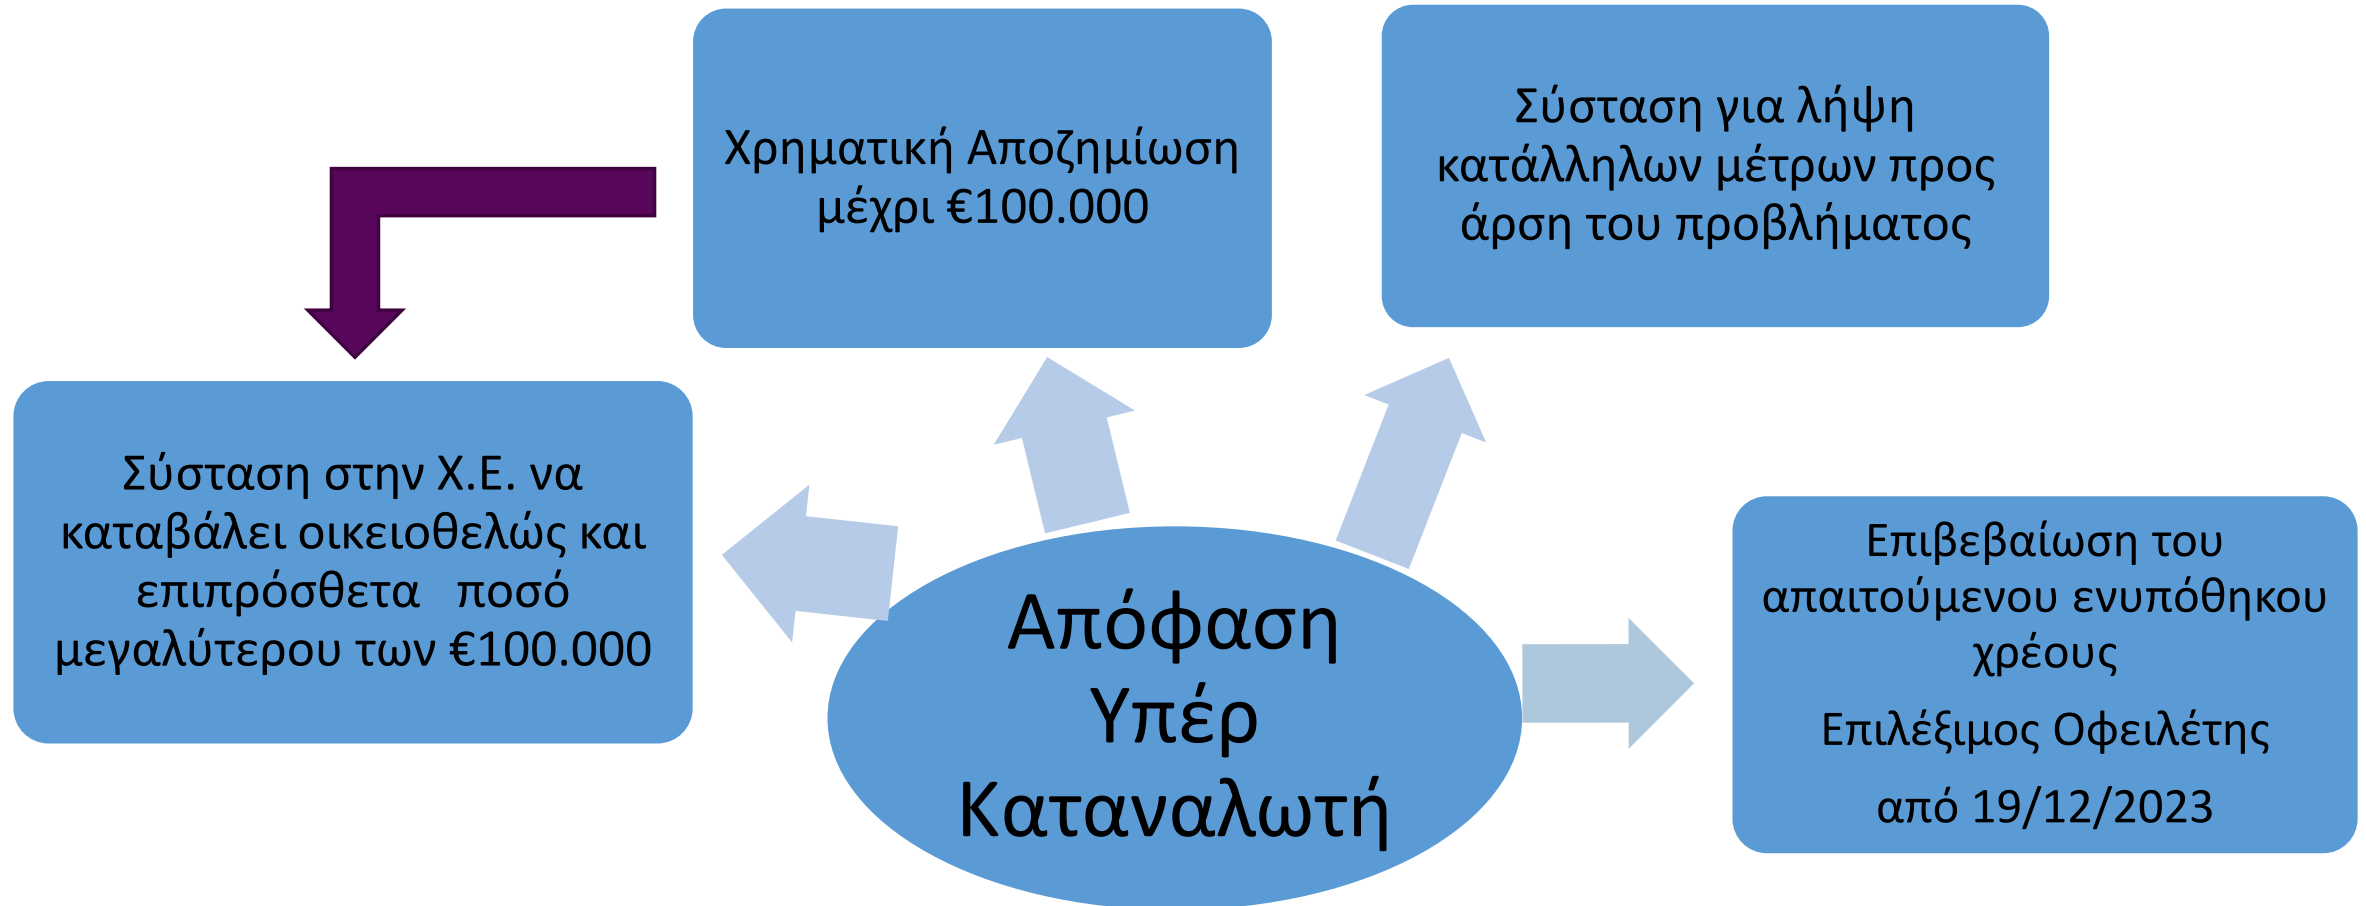 Χρηματική Αποζημίωση
μέχρι €100.000
Σύσταση για λήψη
κατάλληλων μέτρων προς
άρση του προβλήματος
Σύσταση στην Χ.Ε. να
καταβάλει οικειοθελώς και
επιπρόσθετα ποσό
μεγαλύτερου των €100.000
Απόφαση
Υπέρ
Καταναλωτή
Επιβεβαίωση του
απαιτούμενου ενυπόθηκου
χρέους
Επιλέξιμος Οφειλέτης
από 19/12/2023